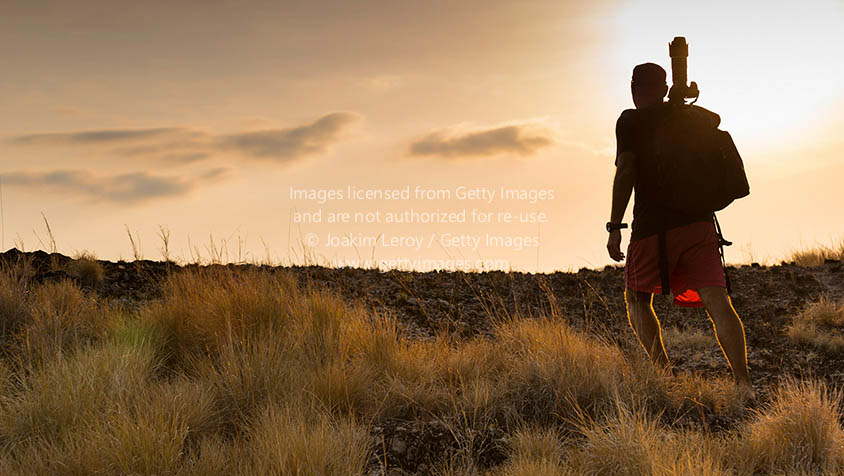 Images licensed from Getty Images
and are not authorized for re-use.
© Joakim Leroy / Getty Images
www.gettyimages.com